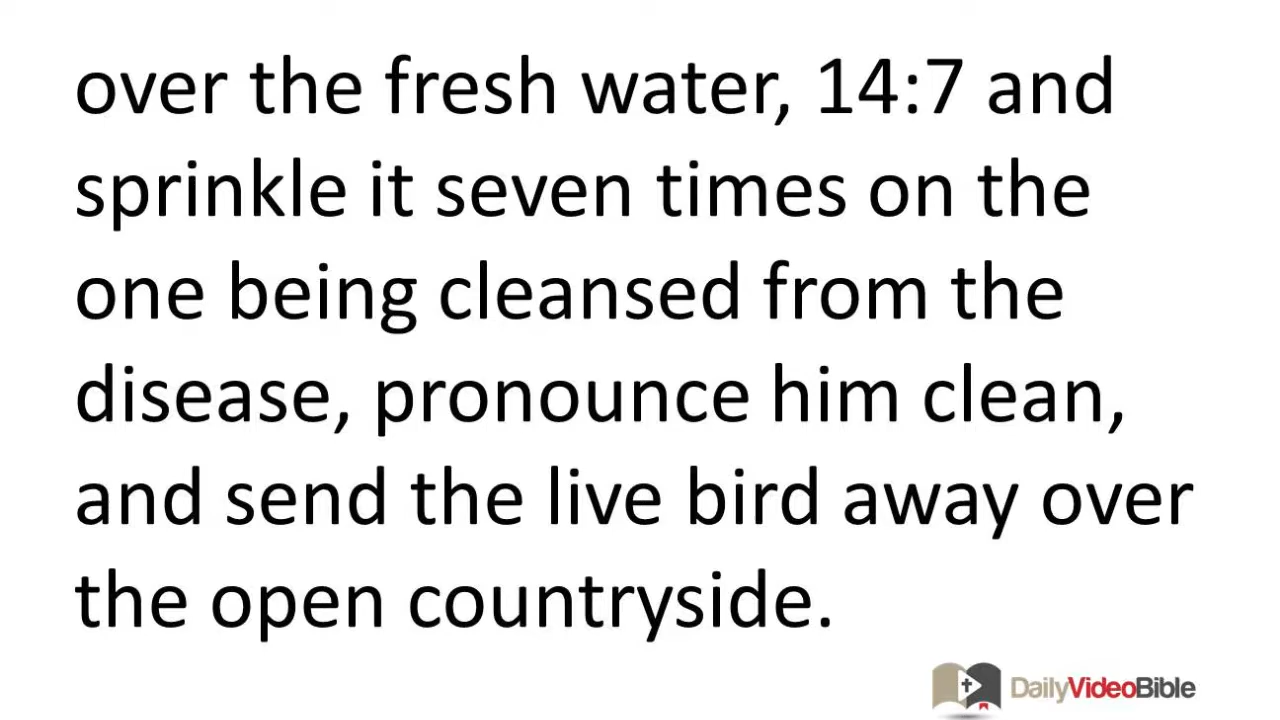 over the fresh water, 14:7 and
sprinkle it seven times on the
one being cleansed from the
disease, pronounce him clean,
and send the live bird away over
the open countryside.
DailyVideoBible